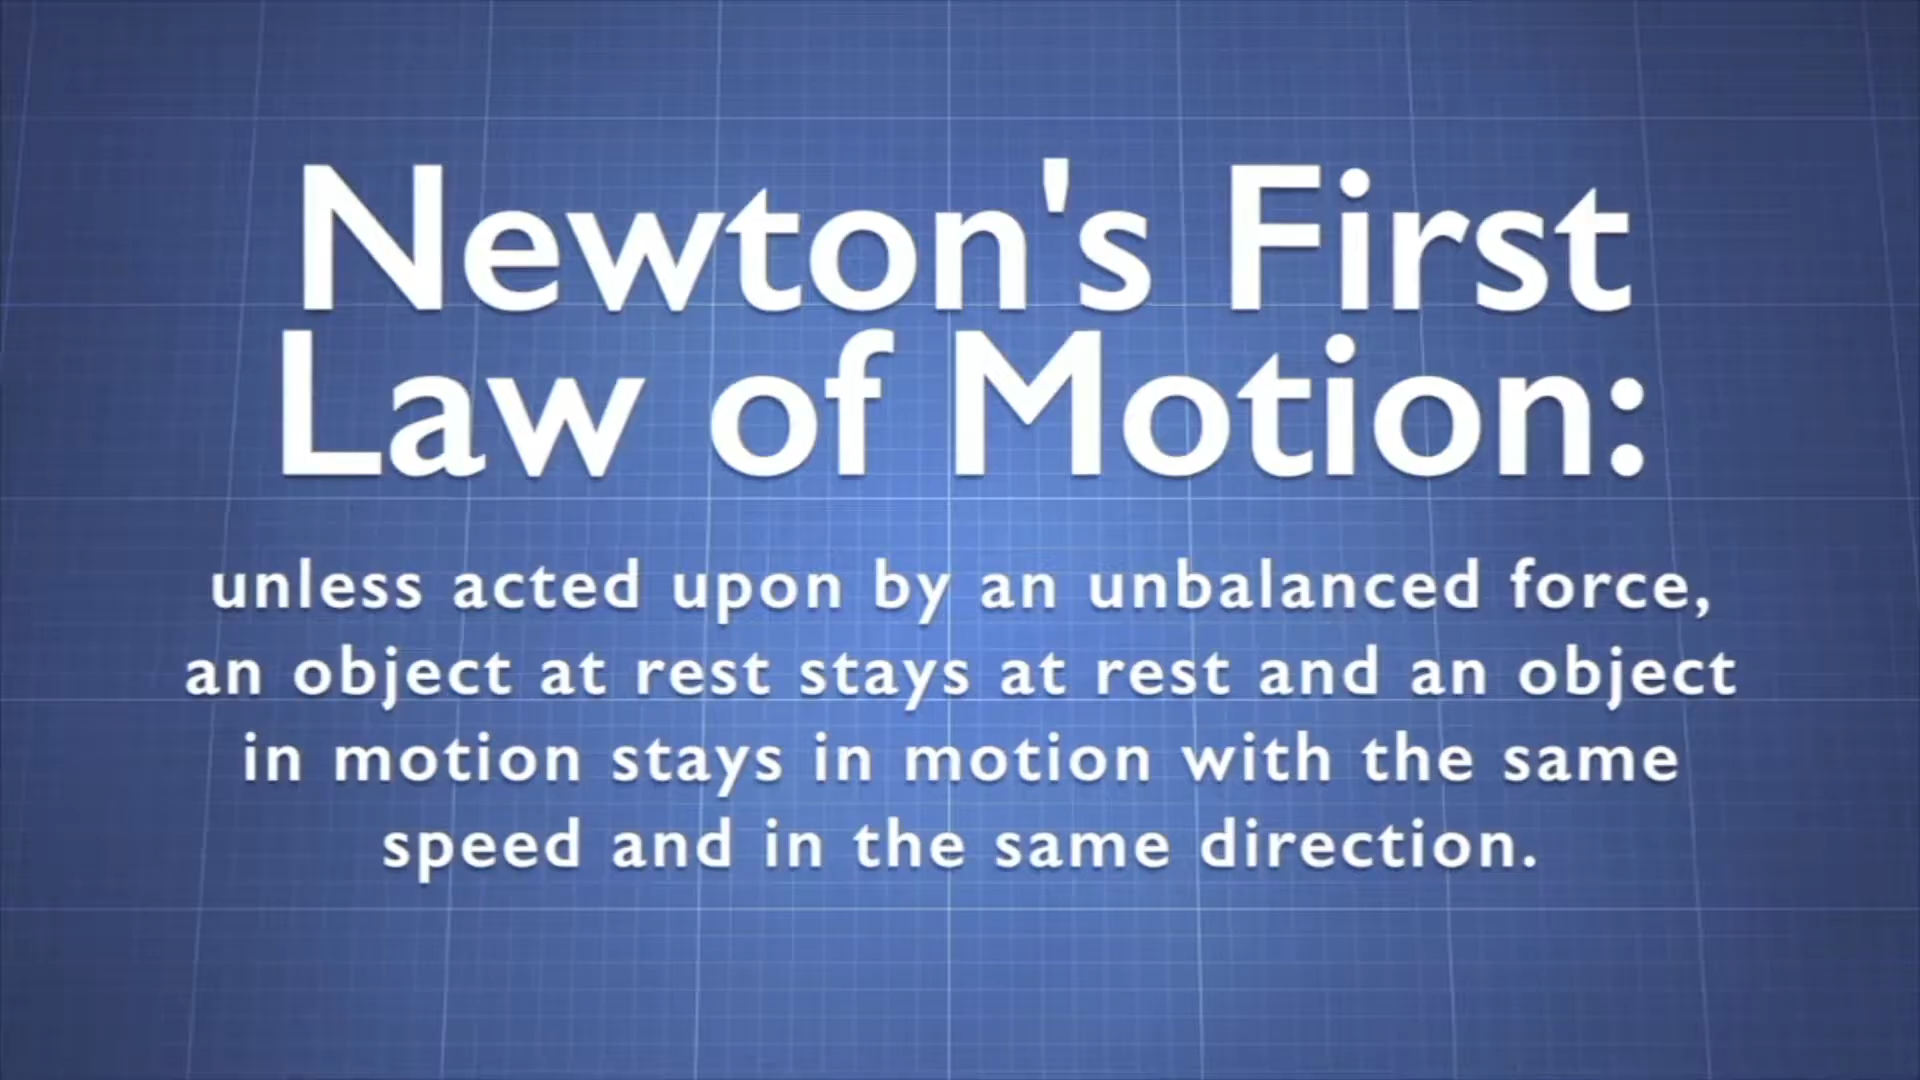 Newton's First
Law of Motion:
unless acted upon by an unbalanced force,
an object at rest stays at rest and an object
in motion stays in motion with the same
speed and in the same direction.